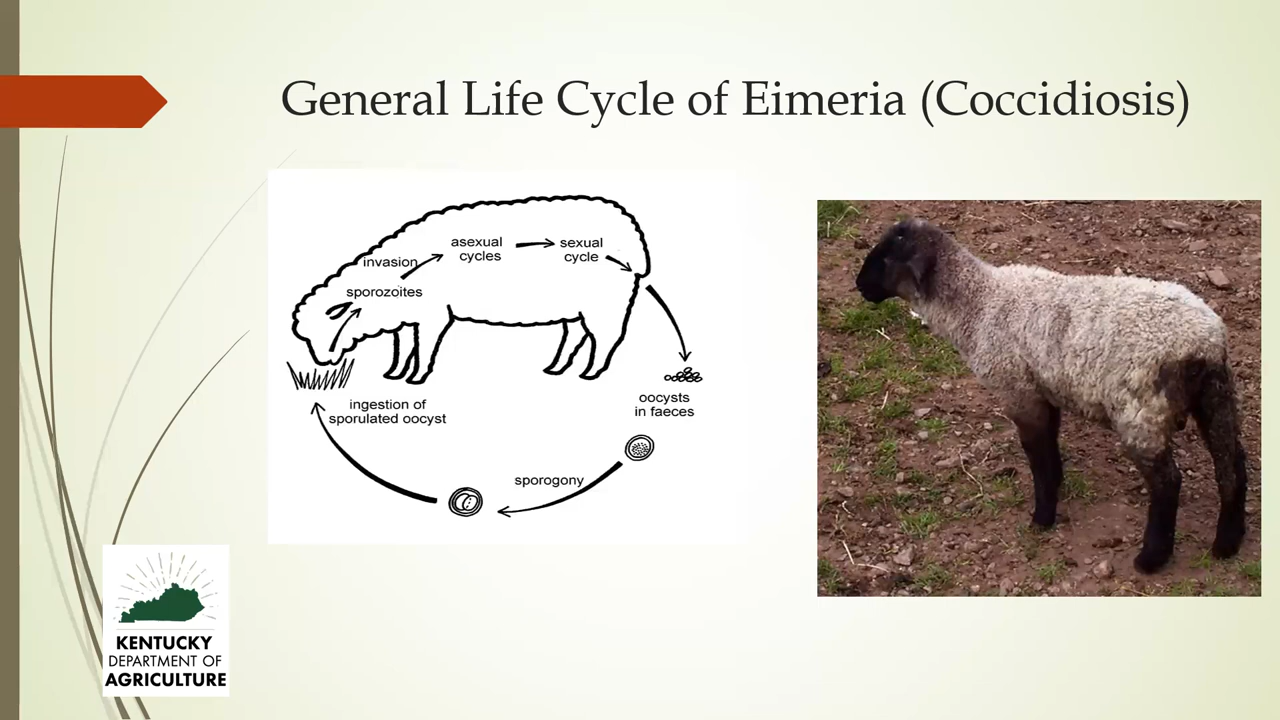 General Life Cycle of Eimeria (Coccidiosis)
asexual
cycles
sexual
cycle
invasion
sporozoites
oocysts
in faeces
ingestion of
sporulated oocyst
sporogony
KENTUCKY
DEPARTMENT OF
AGRICULTURE